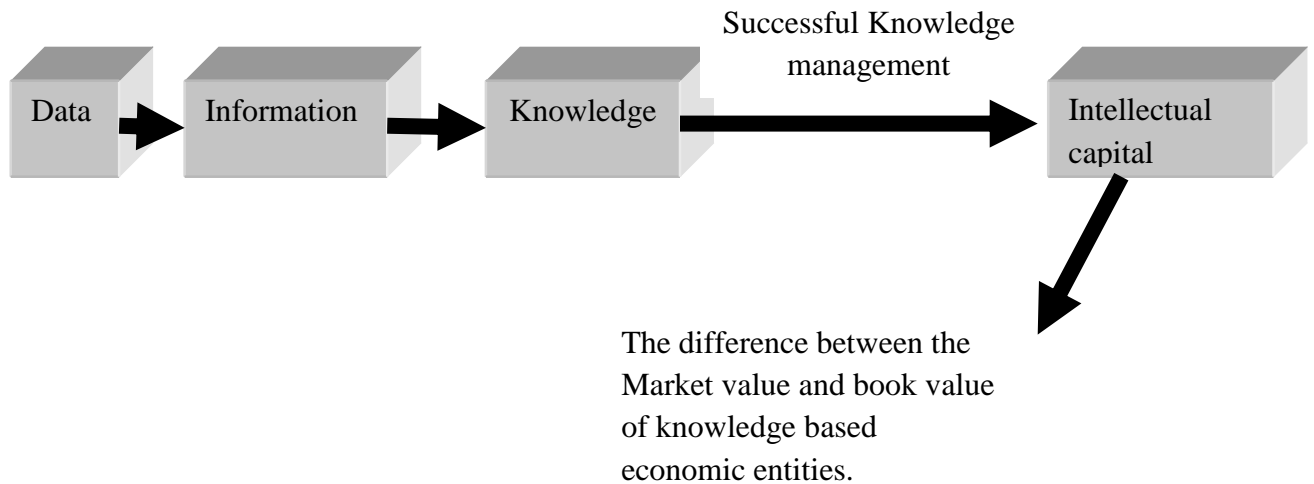 Successful Knowledge
management
Data
Information
Knowledge
Intellectual
capital
The difference between the
Market value and book value
of knowledge based
economic entities.